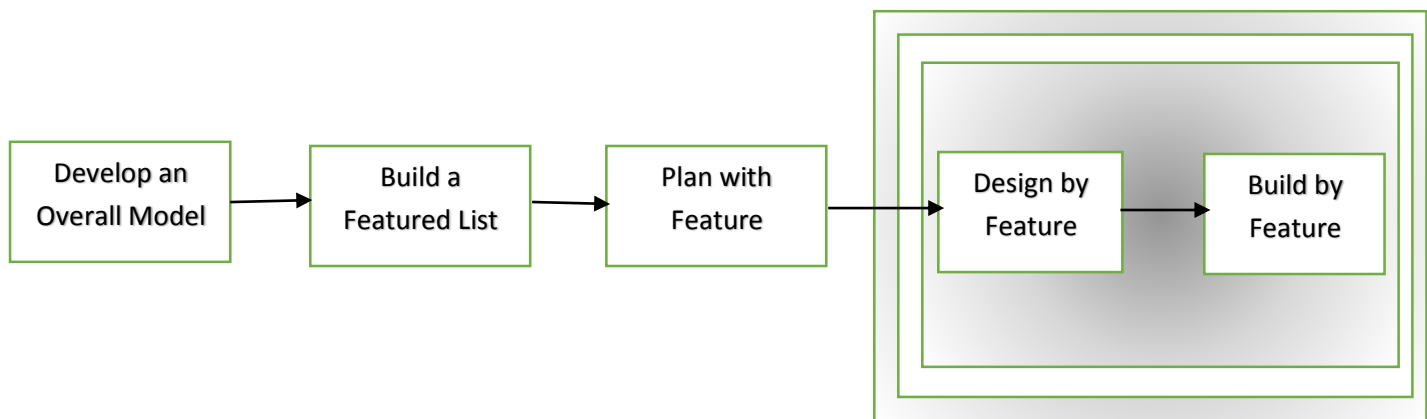 Develop an
Overall Model
Build a
Featured List
Plan with
Feature
Design by
Feature
Build by
Feature